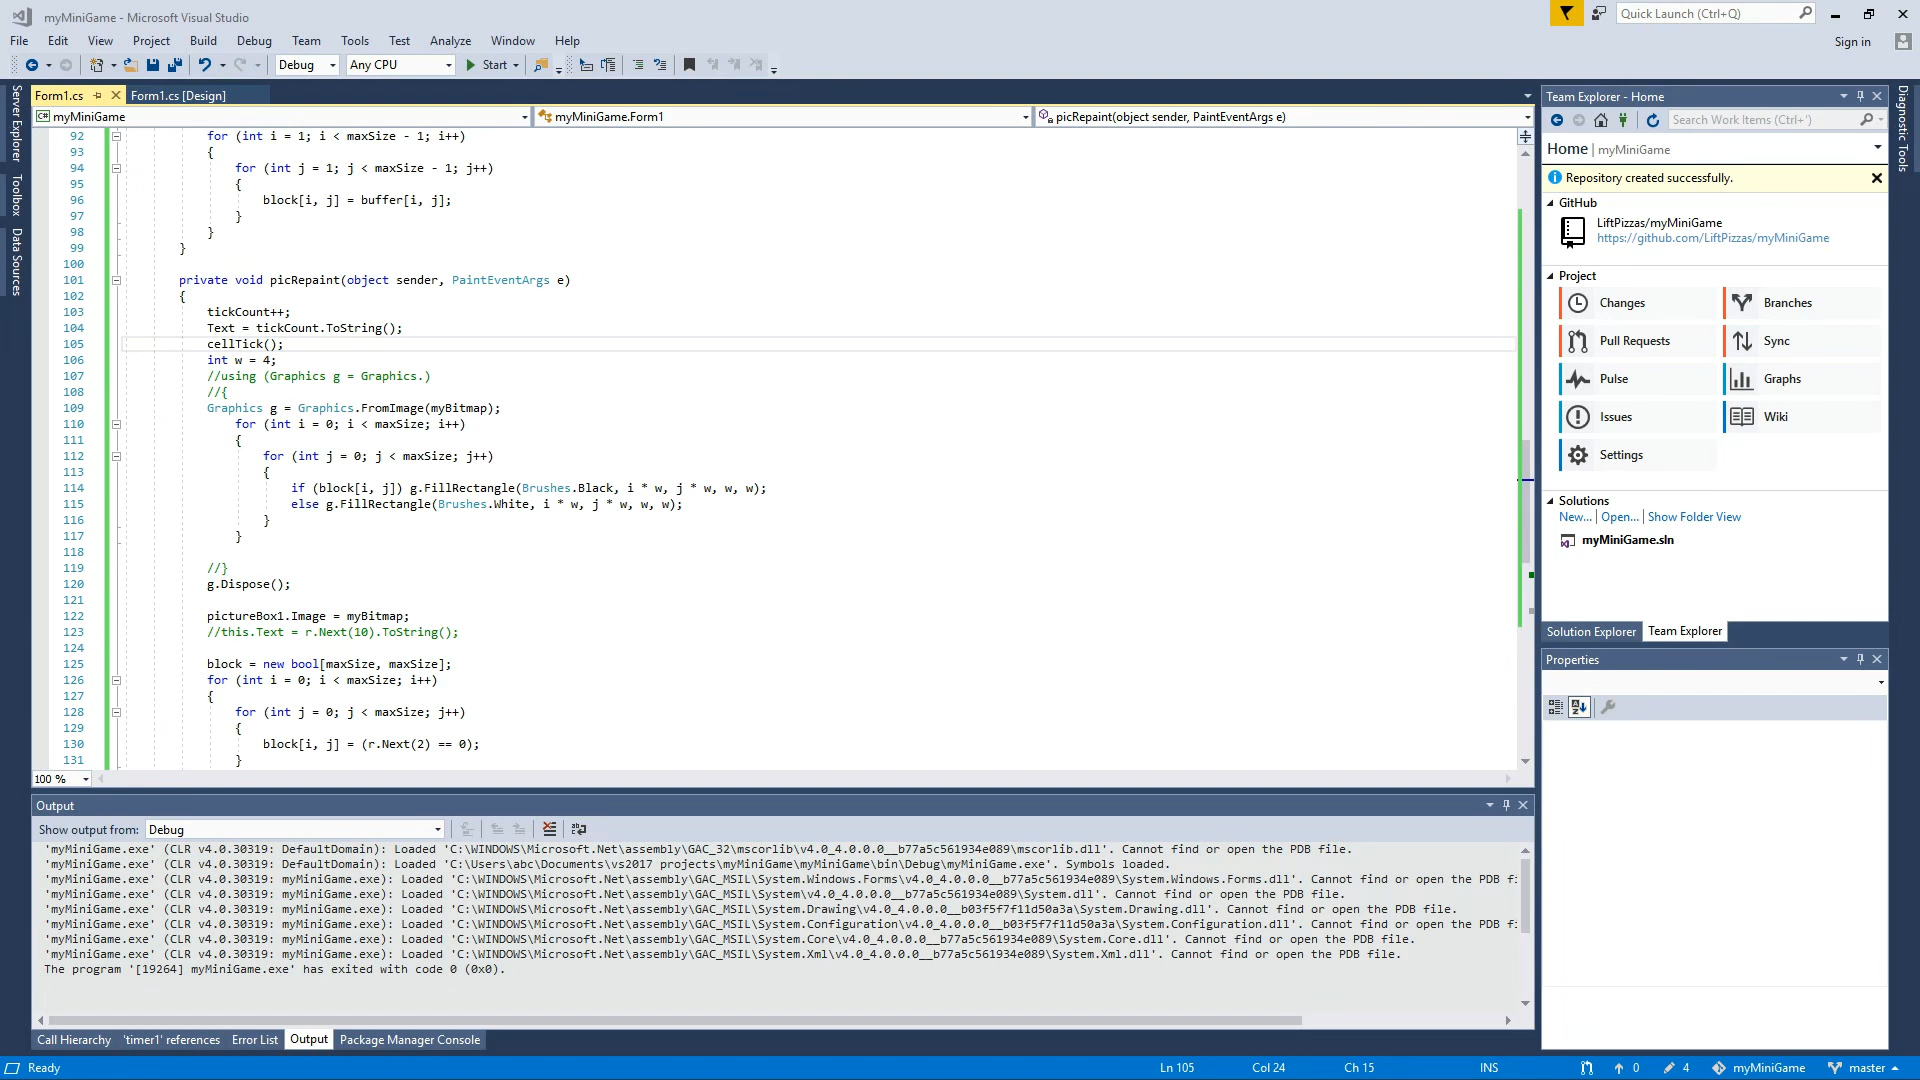 myMiniGame - Microsoft Visual Studio
Quick Launch (Ctrl+Q)
File Edit View Project Build Debug Team Tools Test Analyze Window Help
Sign in
Debug Any CPU Start
Server Explorer
Toolbox
Data Sources
Form1.cs Form1.cs [Design]
myMiniGame myMiniGame.Form1 picRepaint(object sender, PaintEventArgs e)
92 for (int i = 1; i < maxSize - 1; i++)
93 {
94 for (int j = 1; j < maxSize - 1; j++)
95 {
96 block[i, j] = buffer[i, j];
97 }
98 }
99 }
100
101 private void picRepaint(object sender, PaintEventArgs e)
102 {
103 tickCount++;
104 Text = tickCount.ToString();
105 cellTick();
106 int w = 4;
107 //using (Graphics g = Graphics.)
108 //{
109 Graphics g = Graphics.FromImage(myBitmap);
110 for (int i = 0; i < maxSize; i++)
111 {
112 for (int j = 0; j < maxSize; j++)
113 {
114 if (block[i, j]) g.FillRectangle(Brushes.Black, i * w, j * w, w, w);
115 else g.FillRectangle(Brushes.White, i * w, j * w, w, w);
116 }
117 }
118
119 //}
120 g.Dispose();
121
122 pictureBox1.Image = myBitmap;
123 //this.Text = r.Next(10).ToString();
124
125 block = new bool[maxSize, maxSize];
126 for (int i = 0; i < maxSize; i++)
127 {
128 for (int j = 0; j < maxSize; j++)
129 {
130 block[i, j] = (r.Next(2) == 0);
131 }
100 %
Output
Show output from: Debug
'myMiniGame.exe' (CLR v4.0.30319: DefaultDomain): Loaded 'C:\WINDOWS\Microsoft.Net\assembly\GAC_32\mscorlib\v4.0_4.0.0.0__b77a5c561934e089\mscorlib.dll'. Cannot find or open the PDB file.
'myMiniGame.exe' (CLR v4.0.30319: DefaultDomain): Loaded 'C:\Users\abc\Documents\vs2017 projects\myMiniGame\myMiniGame\bin\Debug\myMiniGame.exe'. Symbols loaded.
'myMiniGame.exe' (CLR v4.0.30319: myMiniGame.exe): Loaded 'C:\WINDOWS\Microsoft.Net\assembly\GAC_MSIL\System.Windows.Forms\v4.0_4.0.0.0__b77a5c561934e089\System.Windows.Forms.dll'. Cannot find or open the PDB fi
'myMiniGame.exe' (CLR v4.0.30319: myMiniGame.exe): Loaded 'C:\WINDOWS\Microsoft.Net\assembly\GAC_MSIL\System\v4.0_4.0.0.0__b77a5c561934e089\System.dll'. Cannot find or open the PDB file.
'myMiniGame.exe' (CLR v4.0.30319: myMiniGame.exe): Loaded 'C:\WINDOWS\Microsoft.Net\assembly\GAC_MSIL\System.Drawing\v4.0_4.0.0.0__b03f5f7f11d50a3a\System.Drawing.dll'. Cannot find or open the PDB file.
'myMiniGame.exe' (CLR v4.0.30319: myMiniGame.exe): Loaded 'C:\WINDOWS\Microsoft.Net\assembly\GAC_MSIL\System.Configuration\v4.0_4.0.0.0__b03f5f7f11d50a3a\System.Configuration.dll'. Cannot find or open the PDB fi
'myMiniGame.exe' (CLR v4.0.30319: myMiniGame.exe): Loaded 'C:\WINDOWS\Microsoft.Net\assembly\GAC_MSIL\System.Core\v4.0_4.0.0.0__b77a5c561934e089\System.Core.dll'. Cannot find or open the PDB file.
'myMiniGame.exe' (CLR v4.0.30319: myMiniGame.exe): Loaded 'C:\WINDOWS\Microsoft.Net\assembly\GAC_MSIL\System.Xml\v4.0_4.0.0.0__b77a5c561934e089\System.Xml.dll'. Cannot find or open the PDB file.
The program '[19264] myMiniGame.exe' has exited with code 0 (0x0).
Call Hierarchy 'timer1' references Error List Output Package Manager Console
Team Explorer - Home
Search Work Items (Ctrl+')
Home | myMiniGame
Repository created successfully.
GitHub
LiftPizzas/myMiniGame
https://github.com/LiftPizzas/myMiniGame
Project
Changes Branches
Pull Requests Sync
Pulse Graphs
Issues Wiki
Settings
Solutions
New... | Open... | Show Folder View
myMiniGame.sln
Solution Explorer Team Explorer
Properties
Diagnostic Tools
Ready Ln 105 Col 24 Ch 15 INS 0 4 myMiniGame master